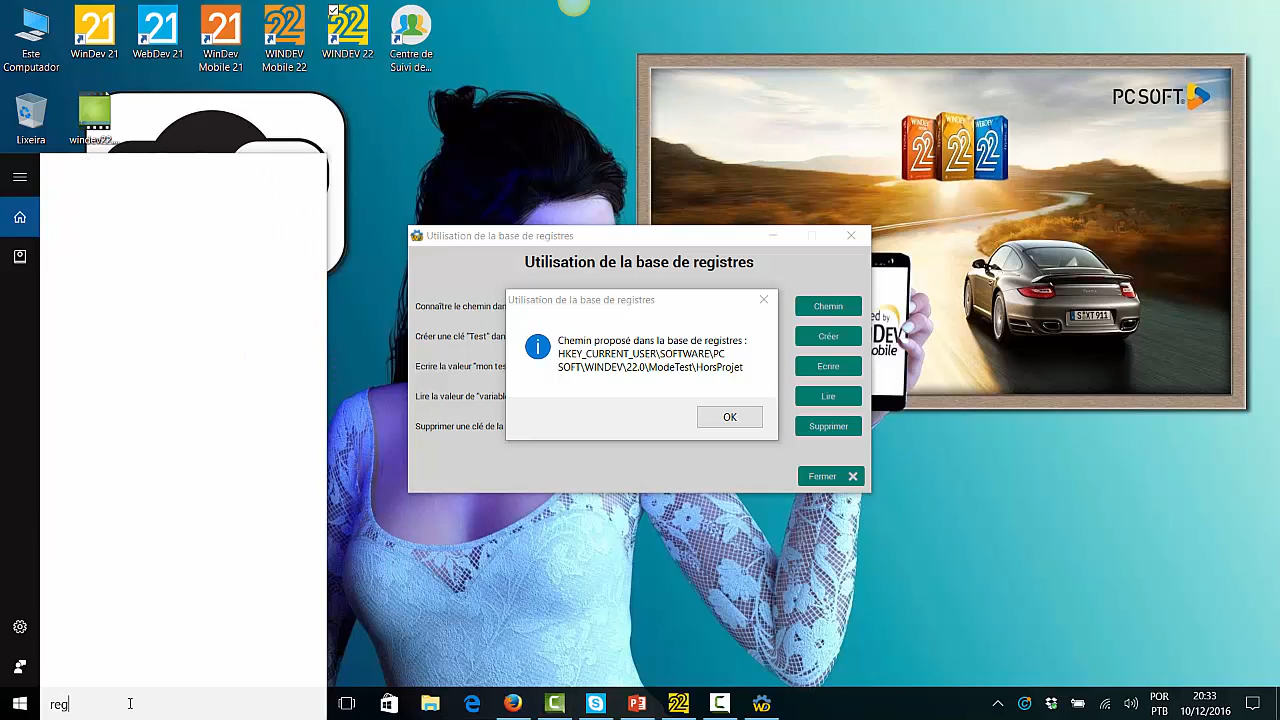 Este
Computador
WinDev 21
WebDev 21
WinDev
Mobile 21
WINDEV
Mobile 22
WINDEV 22
Centre de
Suivi de...
Lixeira
windev22...
PC SOFT
Utilisation de la base de registres
Utilisation de la base de registres
Connaître le chemin dan
Chemin
Créer une clé "Test" dan
Créer
Ecrire la valeur "mon tes
Ecrire
Lire la valeur de "variabl
Lire
Supprimer une clé de la
Supprimer
Fermer
Utilisation de la base de registres
Chemin proposé dans la base de registres :
HKEY_CURRENT_USER\SOFTWARE\PC
SOFT\WINDEV\22.0\ModeTest\HorsProjet
OK
S:XT 911
ed by
DEV
obile
reg
POR
PTB
20:33
10/12/2016